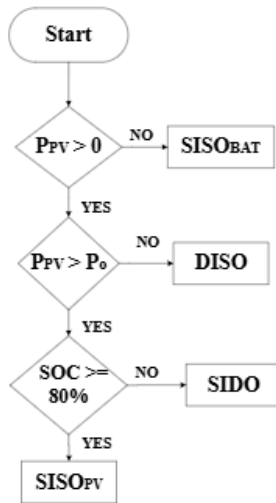 Start
PPV > 0
NO
SISOBAT
YES
PPV > Po
NO
DISO
YES
SOC >=
80%
NO
SIDO
YES
SISOPV